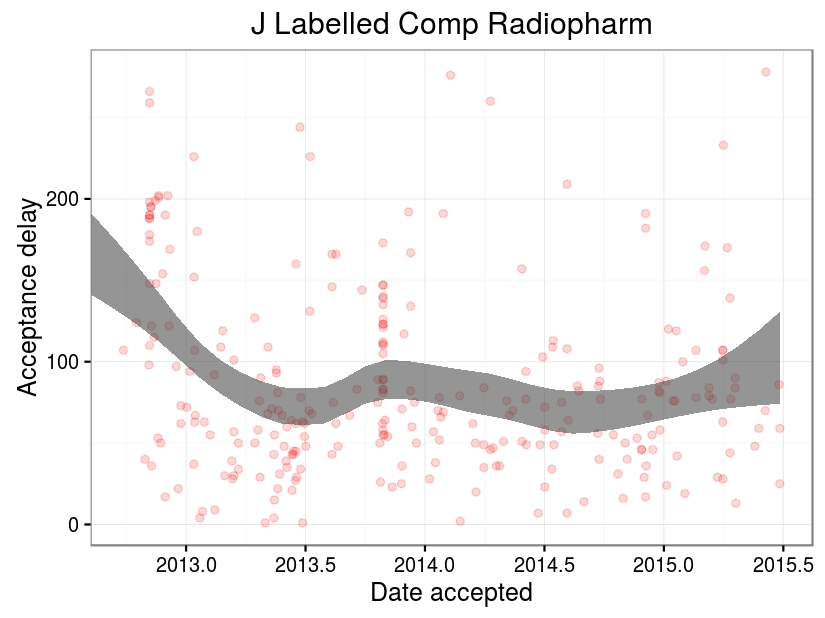 J Labelled Comp Radiopharm
Acceptance delay
200
100
0
2013.0 2013.5 2014.0 2014.5 2015.0 2015.5
Date accepted